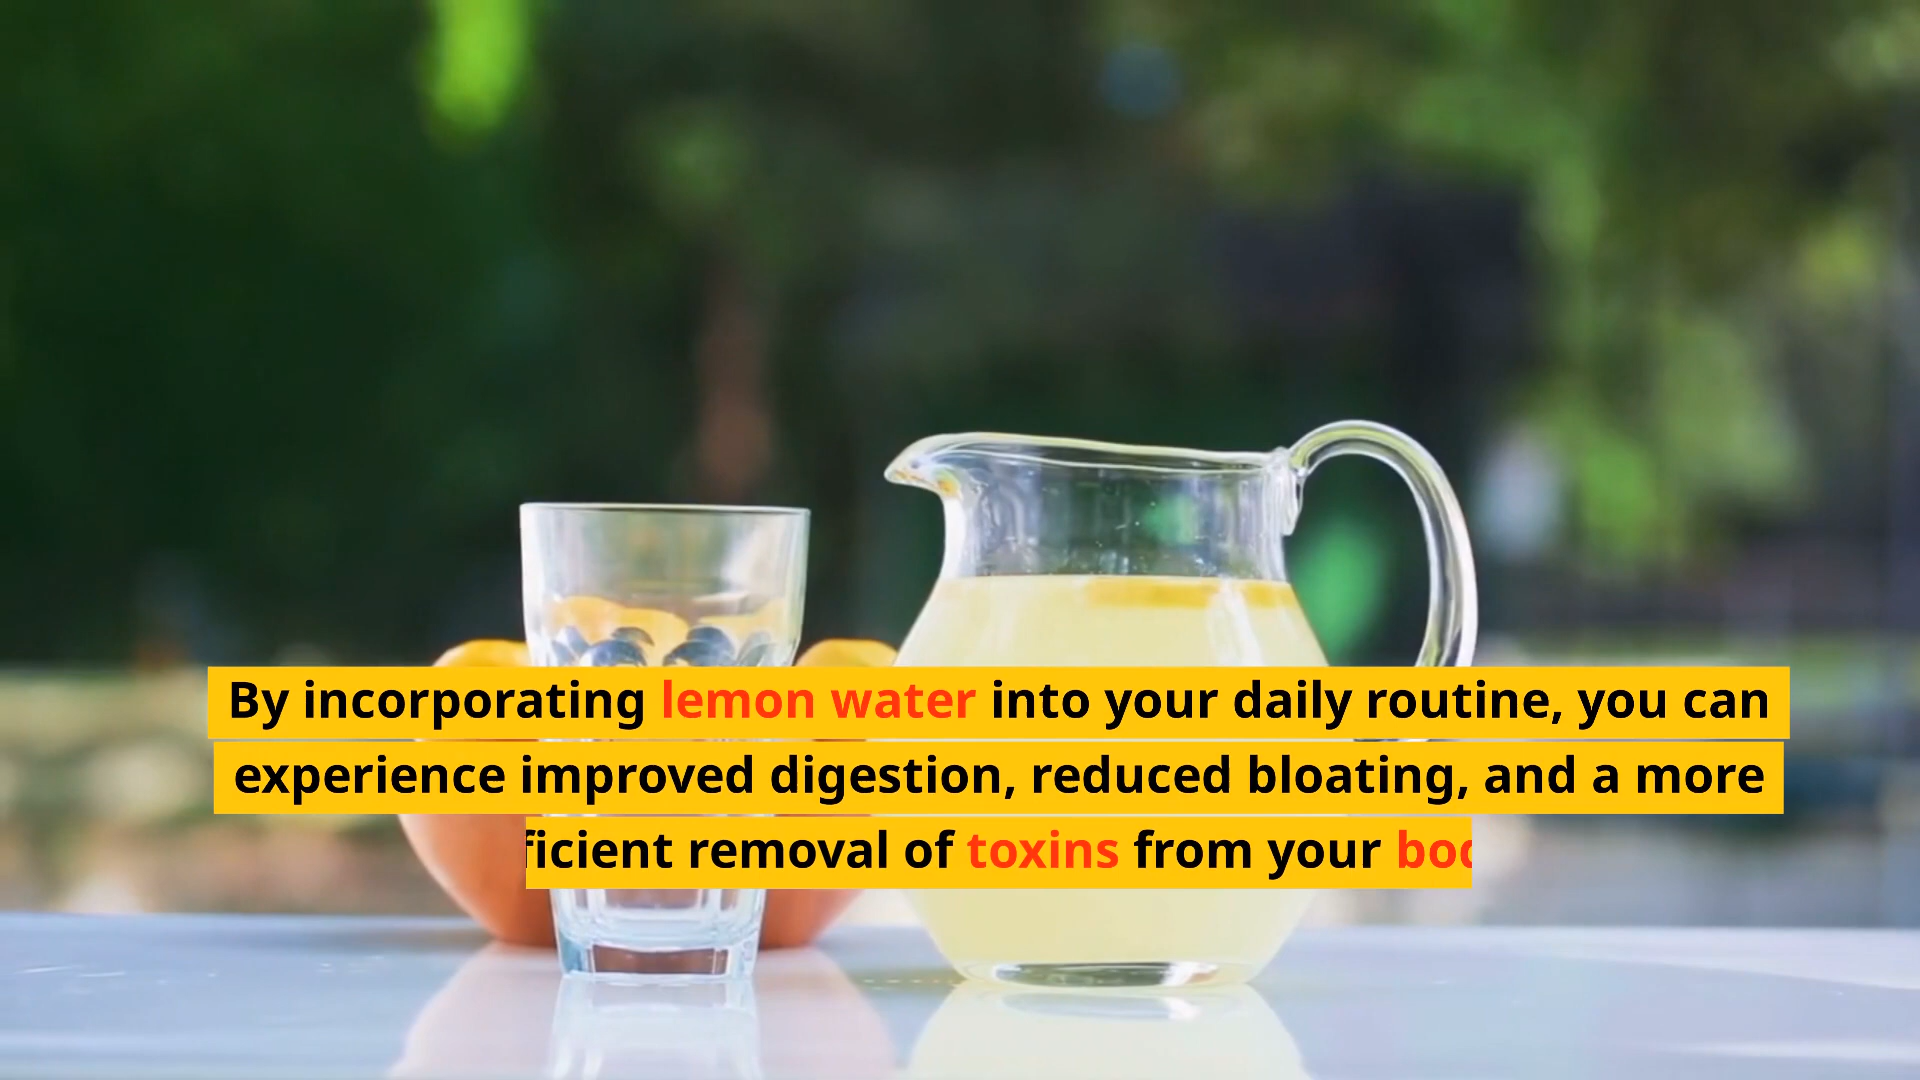 By incorporating lemon water into your daily routine, you can
experience improved digestion, reduced bloating, and a more
ficient removal of toxins from your bod